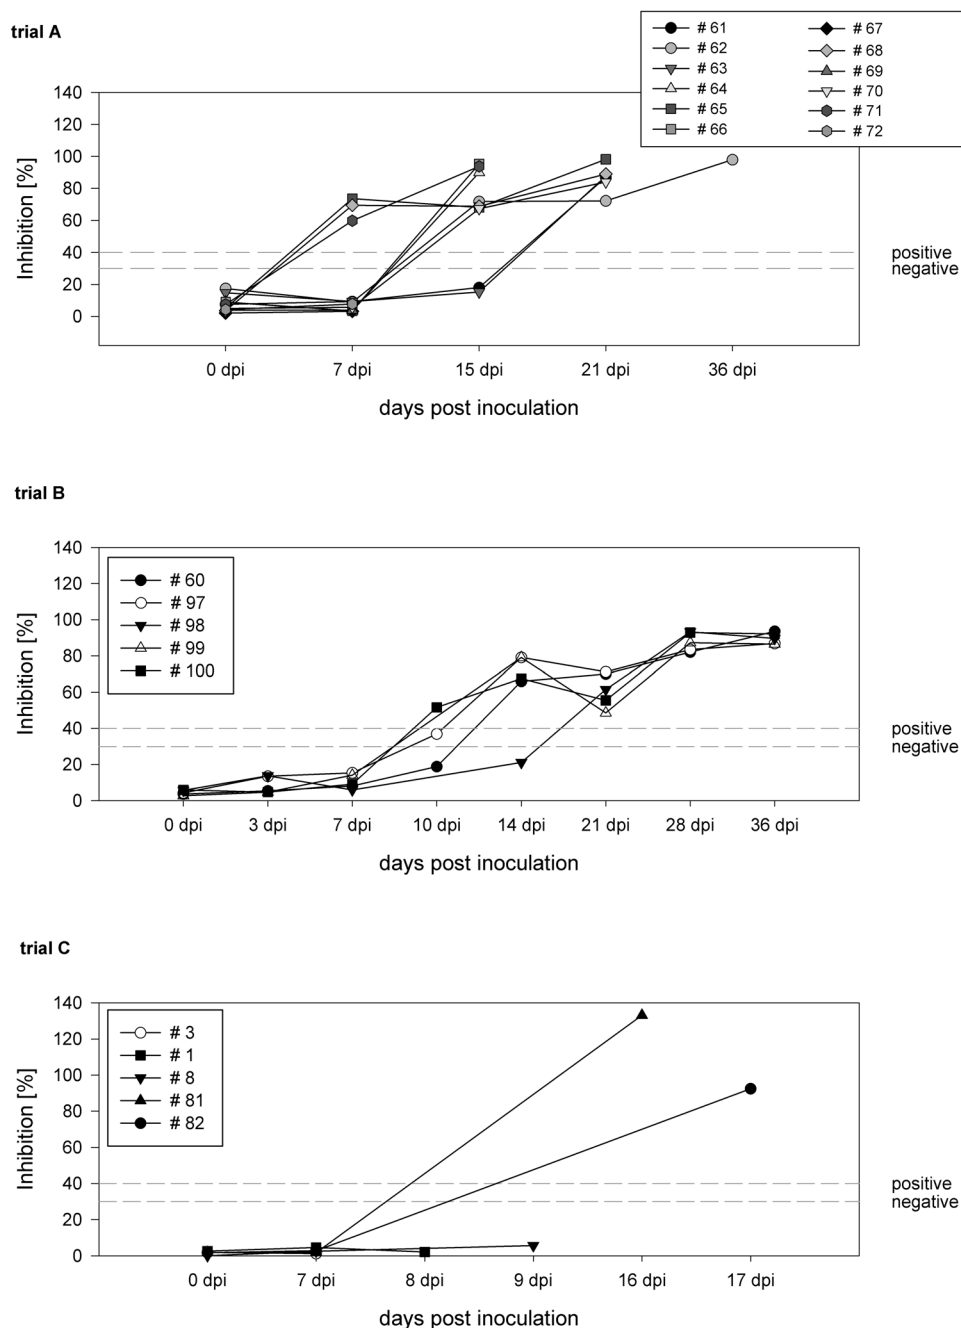 trial A
# 61 # 67
# 62 # 68
# 63 # 69
# 64 # 70
# 65 # 71
# 66 # 72
Inhibition [%]
140
120
100
80
60
40
20
0
positive
negative
0 dpi 7 dpi 15 dpi 21 dpi 36 dpi
days post inoculation
trial B
# 60
# 97
# 98
# 99
# 100
Inhibition [%]
140
120
100
80
60
40
20
0
positive
negative
0 dpi 3 dpi 7 dpi 10 dpi 14 dpi 21 dpi 28 dpi 36 dpi
days post inoculation
trial C
# 3
# 1
# 8
# 81
# 82
Inhibition [%]
140
120
100
80
60
40
20
0
positive
negative
0 dpi 7 dpi 8 dpi 9 dpi 16 dpi 17 dpi
days post inoculation